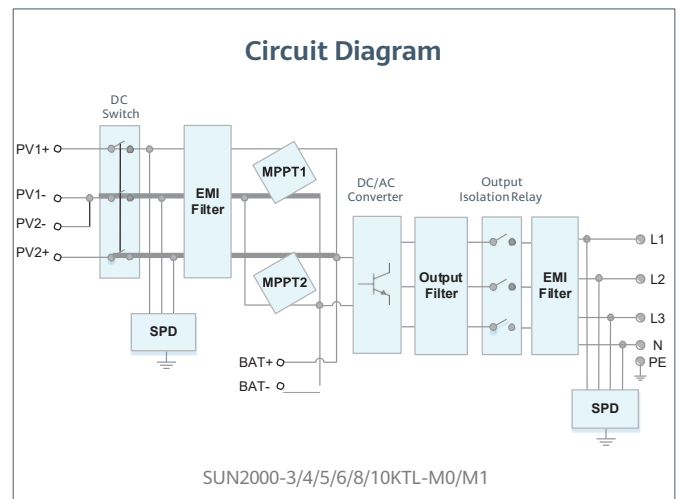 Circuit Diagram
DC
Switch
PV1+
PV1-
PV2-
PV2+
EMI
Filter
MPPT1
MPPT2
SPD
BAT+
BAT-
DC/AC
Converter
Output
Filter
Output
Isolation Relay
EMI
Filter
L1
L2
L3
N
PE
SPD
SUN2000-3/4/5/6/8/10KTL-M0/M1